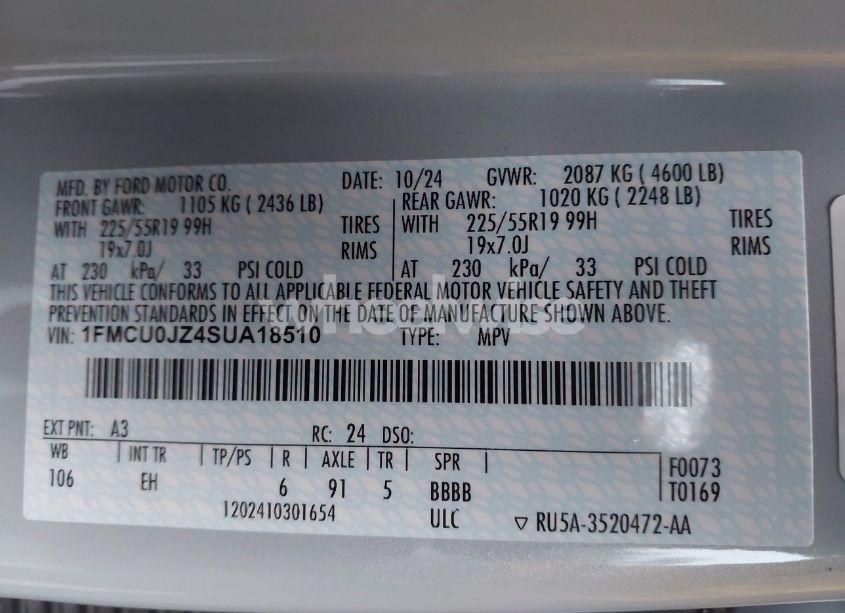 MFD. BY FORD MOTOR CO. DATE: 10/24 GVWR: 2087 KG ( 4600 LB)
FRONT GAWR: 1105 KG ( 2436 LB) REAR GAWR: 1020 KG ( 2248 LB)
WITH 225/55R19 99H TIRES WITH 225/55R19 99H TIRES
19x7.0J RIMS 19x7.0J RIMS
AT 230 kPa/ 33 PSI COLD AT 230 kPa/ 33 PSI COLD
THIS VEHICLE CONFORMS TO ALL APPLICABLE FEDERAL MOTOR VEHICLE SAFETY AND THEFT
PREVENTION STANDARDS IN EFFECT ON THE DATE OF MANUFACTURE SHOWN ABOVE.
VIN: 1FMCU0JZ4SUA18510 TYPE: MPV
EXT PNT: A3 RC: 24 DSO:
WB INT TR TP/PS R AXLE TR SPR F0073
106 EH 6 91 5 BBBB T0169
1202410301654 ULC ▽ RU5A-3520472-AA